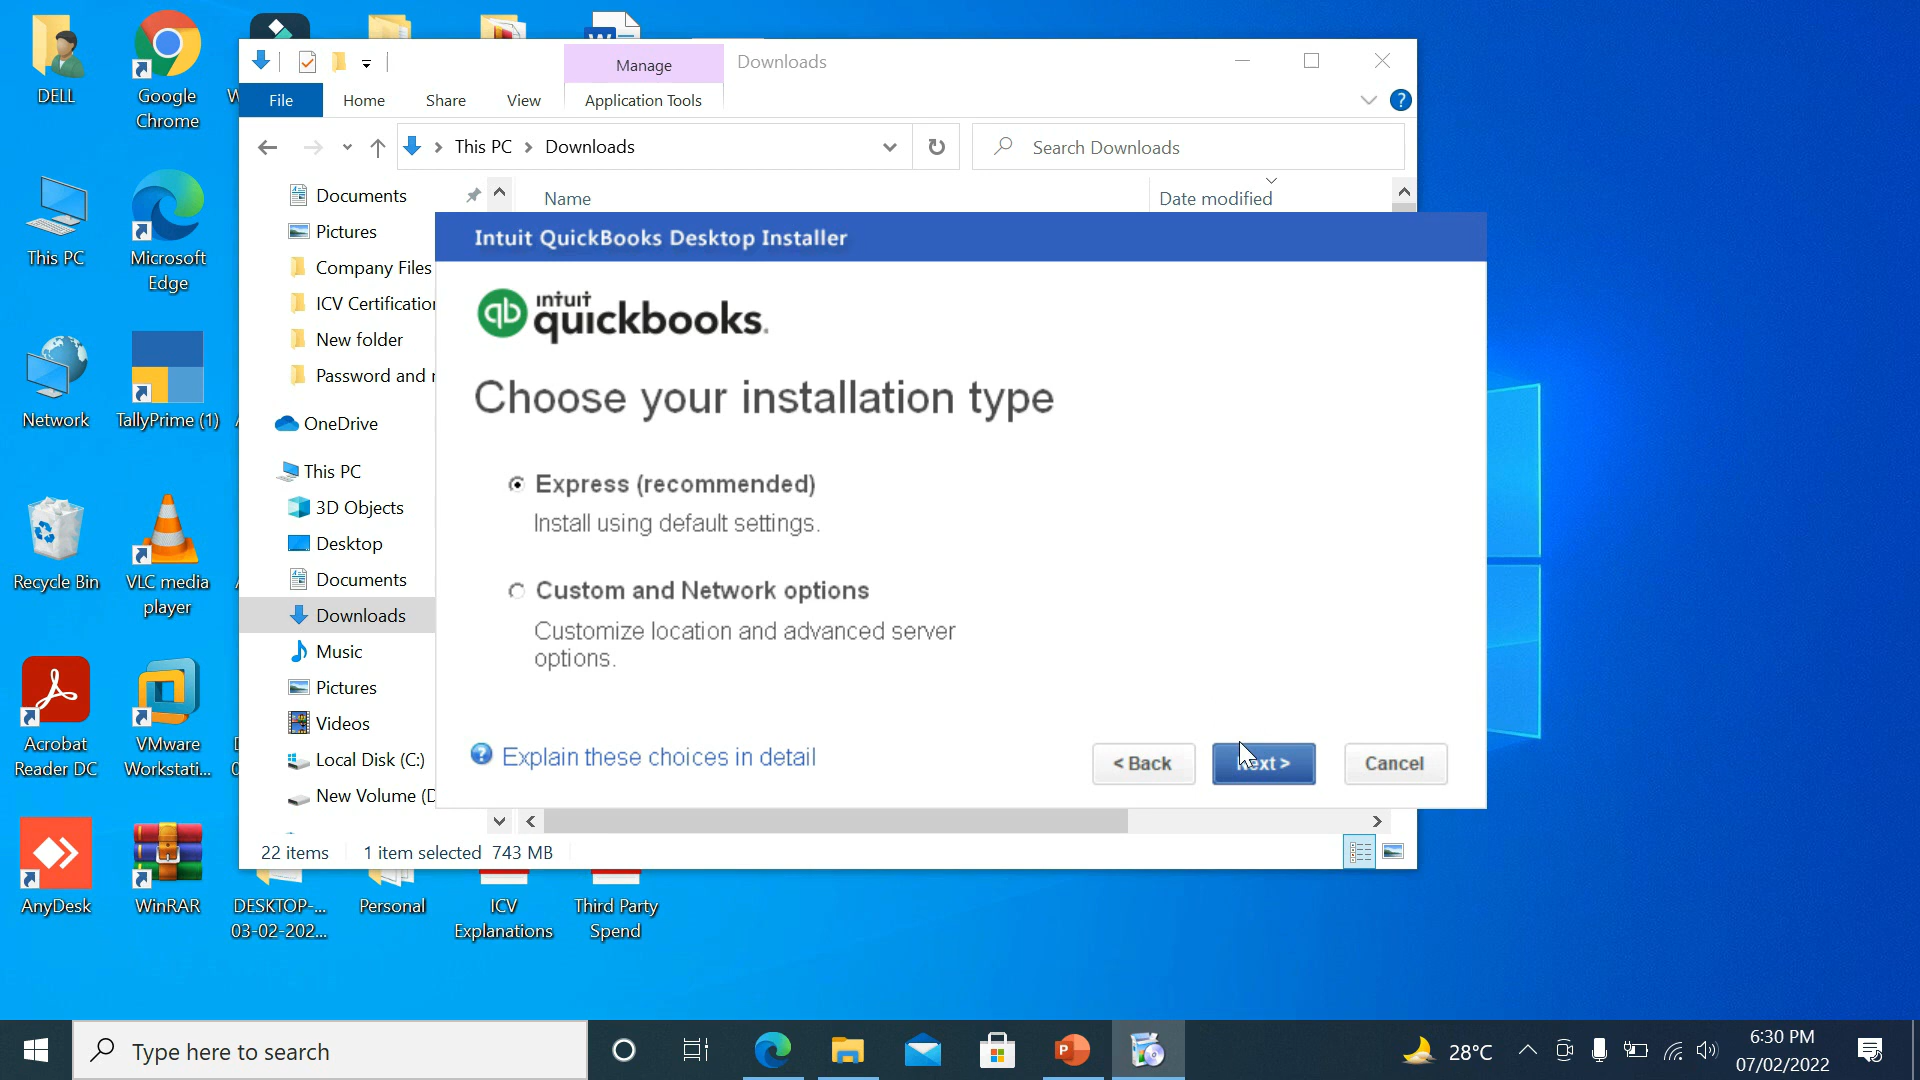 DELL
Google
Chrome
This PC
Microsoft
Edge
Network
TallyPrime (1)
Recycle Bin
VLC media
player
Acrobat
Reader DC
VMware
Workstati...
AnyDesk
WinRAR
DESKTOP-...
03-02-202...
Personal
ICV
Explanations
Third Party
Spend
Manage
Downloads
File
Home
Share
View
Application Tools
This PC
Downloads
Search Downloads
Name
Date modified
Documents
Pictures
Company Files
ICV Certification
New folder
Password and
OneDrive
This PC
3D Objects
Desktop
Documents
Downloads
Music
Pictures
Videos
Local Disk (C:)
New Volume (D
22 items
1 item selected 743 MB
Intuit QuickBooks Desktop Installer
intuit
quickbooks.
Choose your installation type
Express (recommended)
Install using default settings.
Custom and Network options
Customize location and advanced server
options.
Explain these choices in detail
< Back
Next >
Cancel
Type here to search
28°C
6:30 PM
07/02/2022